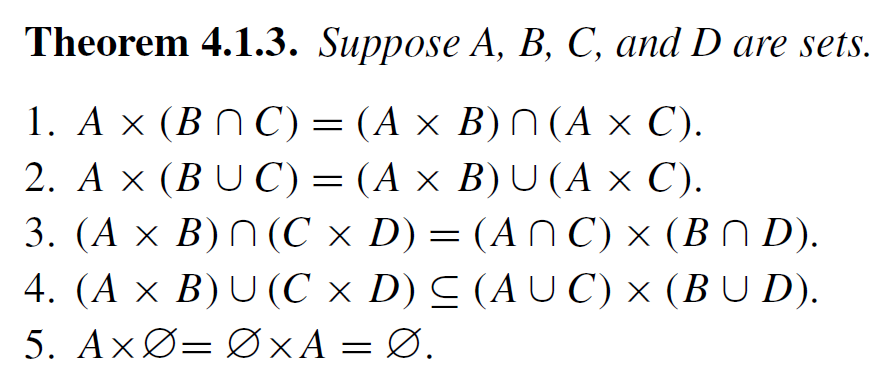 Theorem 4.1.3. Suppose A, B, C, and D are sets.
1. A × (B ∩ C) = (A × B) ∩ (A × C).
2. A × (B ∪ C) = (A × B) ∪ (A × C).
3. (A × B) ∩ (C × D) = (A ∩ C) × (B ∩ D).
4. (A × B) ∪ (C × D) ⊆ (A ∪ C) × (B ∪ D).
5. A × ∅ = ∅ × A = ∅.